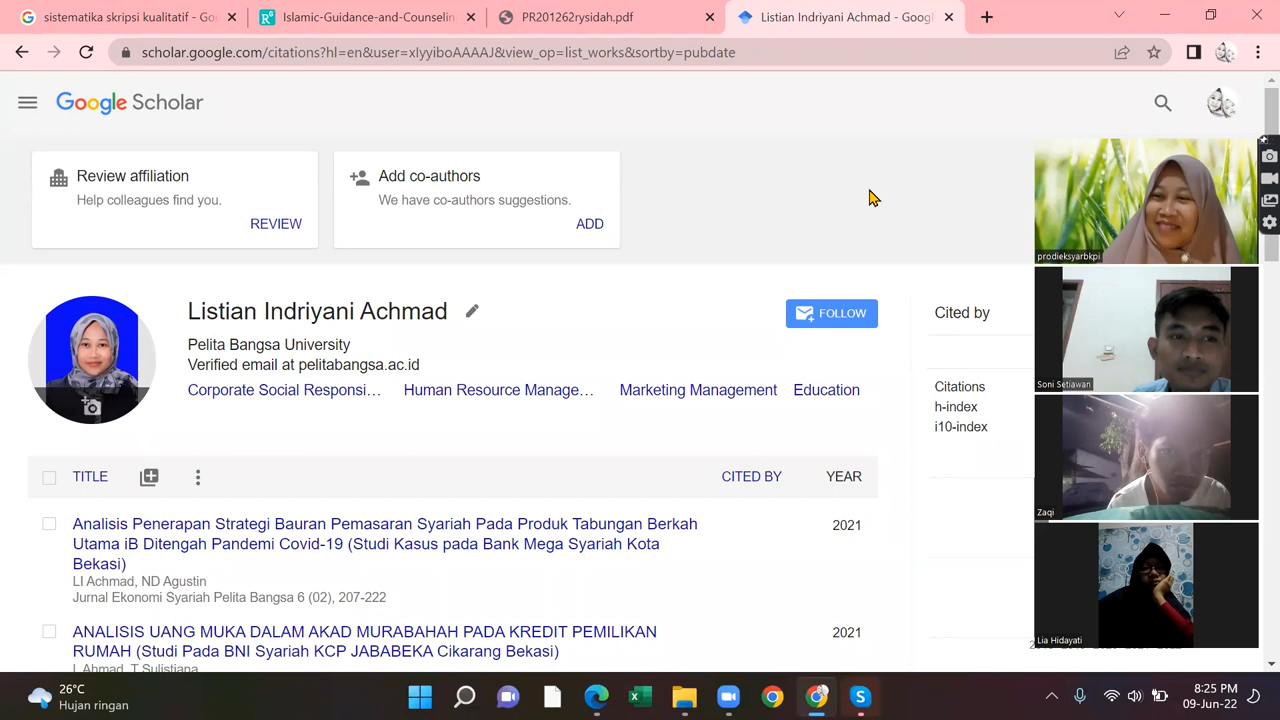 sistematika skripsi kualitatif - Go
Islamic-Guidance-and-Counselin
PR201262rysidah.pdf
Listian Indriyani Achmad - Goog
scholar.google.com/citations?hl=en&user=xIyyiboAAAAJ&view_op=list_works&sortby=pubdate
Google Scholar
Review affiliation
Help colleagues find you.
REVIEW
Add co-authors
We have co-authors suggestions.
ADD
Listian Indriyani Achmad
FOLLOW
Pelita Bangsa University
Verified email at pelitabangsa.ac.id
Corporate Social Responsi... Human Resource Manage... Marketing Management Education
TITLE CITED BY YEAR
Analisis Penerapan Strategi Bauran Pemasaran Syariah Pada Produk Tabungan Berkah 2021
Utama iB Ditengah Pandemi Covid-19 (Studi Kasus pada Bank Mega Syariah Kota
Bekasi)
LI Achmad, ND Agustin
Jurnal Ekonomi Syariah Pelita Bangsa 6 (02), 207-222
ANALISIS UANG MUKA DALAM AKAD MURABAHAH PADA KREDIT PEMILIKAN 2021
RUMAH (Studi Pada BNI Syariah KCP JABABEKA Cikarang Bekasi)
L Ahmad, T Sulistiana
Cited by
Citations
h-index
i10-index
prodieksyarbkpi
Soni Setiawan
Zaqi
Lia Hidayati
26°C
Hujan ringan
8:25 PM
09-Jun-22